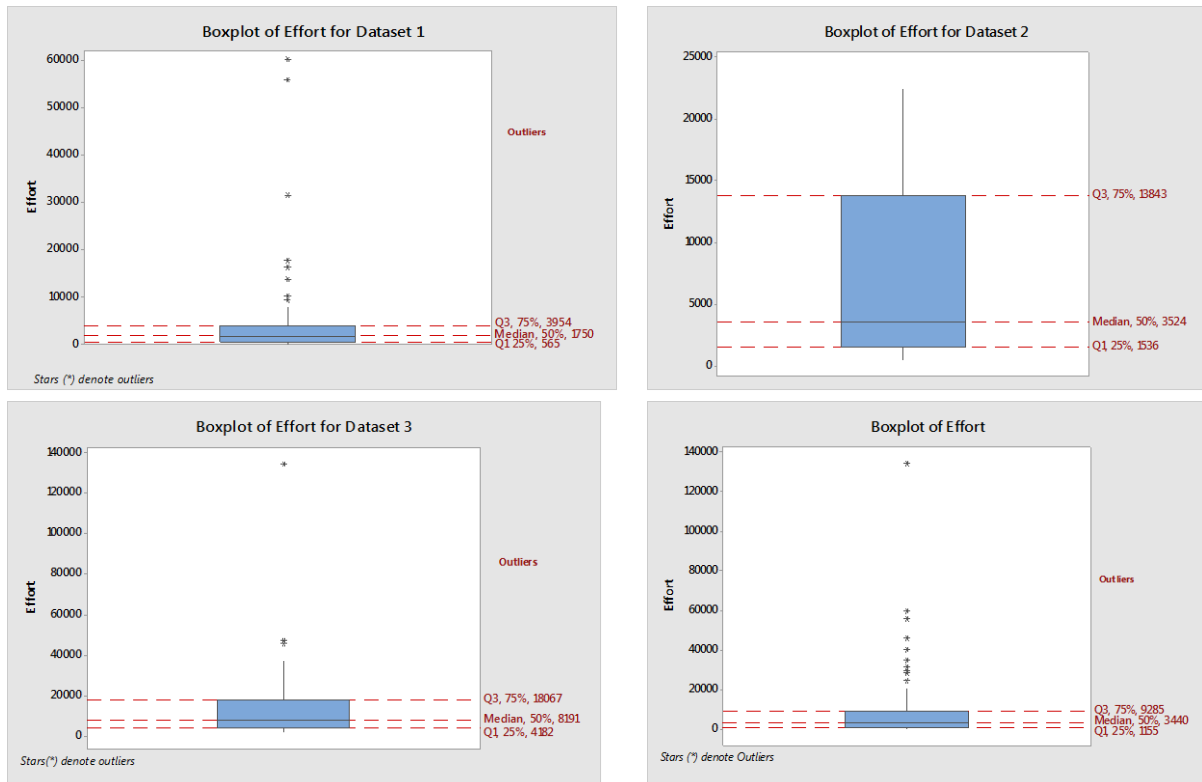 Boxplot of Effort for Dataset 1
60000
50000
40000
30000
20000
10000
0
Effort
Outliers
Q3, 75%, 3954
Median, 50%, 1750
Q1 25%, 565
Stars (*) denote outliers
Boxplot of Effort for Dataset 2
25000
20000
15000
10000
5000
0
Effort
Q3, 75%, 13843
Median, 50%, 3524
Q1, 25%, 1536
Boxplot of Effort for Dataset 3
140000
120000
100000
80000
60000
40000
20000
0
Effort
Outliers
Q3, 75%, 18067
Median, 50%, 8191
Q1, 25%, 4182
Stars(*) denote outliers
Boxplot of Effort
140000
120000
100000
80000
60000
40000
20000
0
Effort
Outliers
Q3, 75%, 9285
Median, 50%, 3440
Q1, 25%, 1155
Stars (*) denote Outliers